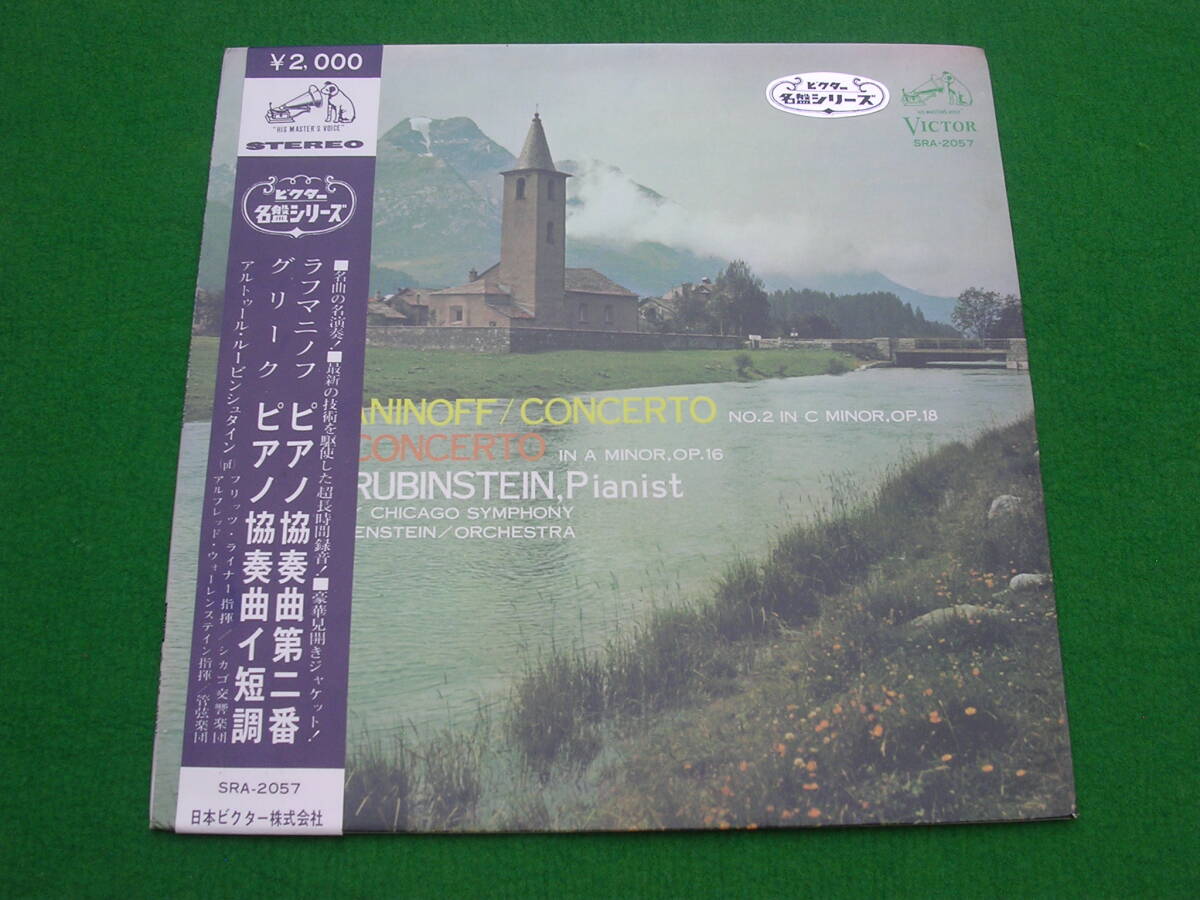 ¥2,000
"HIS MASTER'S VOICE"
STEREO
ビクター
名盤シリーズ
■名曲の名演奏!■最新の技術を駆使した超長時間録音!■豪華見開きジャケット!
ラフマニノフ ピアノ協奏曲第二番
グリーク ピアノ協奏曲イ短調
アルトゥール・ルービンシュタイン(pf)フリッツ・ライナー指揮/シカゴ交響楽団
アルフレッド・ウォーレンステイン指揮/管弦楽団
SRA-2057
日本ビクター株式会社
ビクター
名盤シリーズ
"HIS MASTER'S VOICE"
VICTOR
SRA-2057
ANINOFF/CONCERTO NO.2 IN C MINOR,OP.18
CONCERTO IN A MINOR,OP.16
RUBINSTEIN,Pianist
CHICAGO SYMPHONY
ENSTEIN/ORCHESTRA